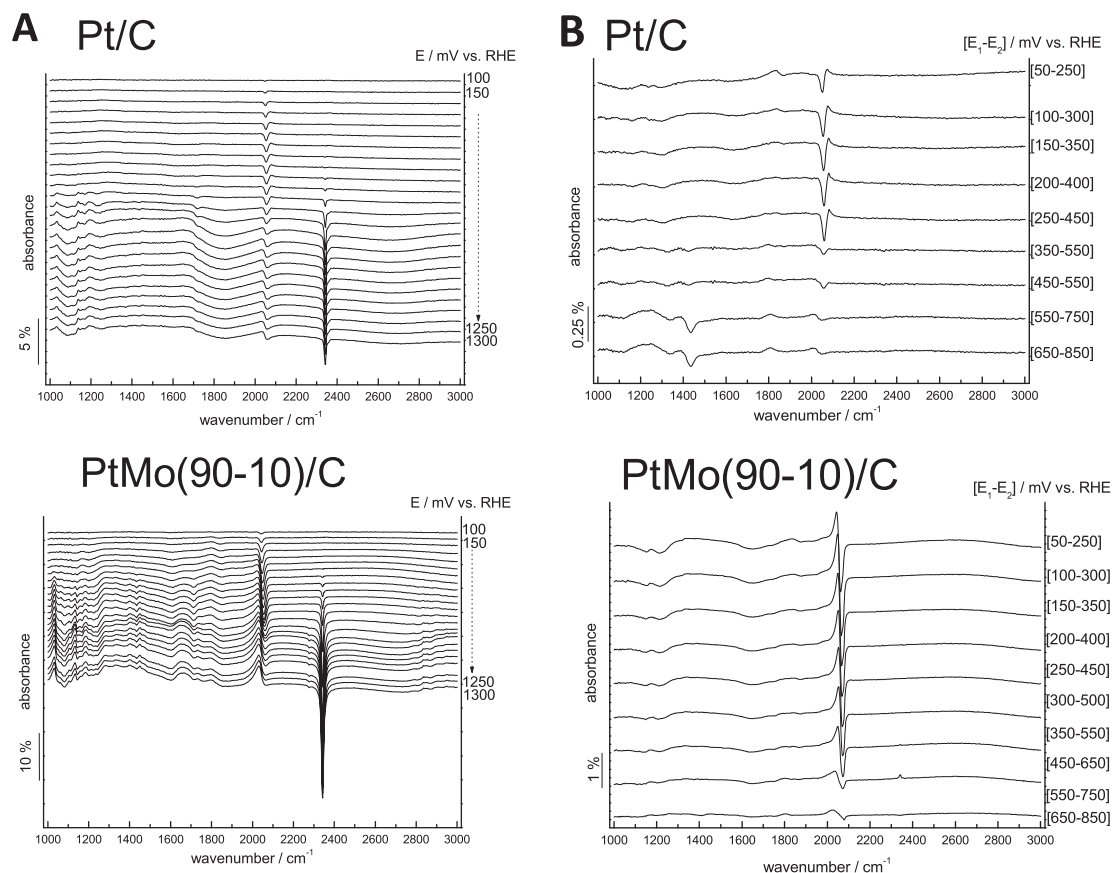 A Pt/C
E / mV vs. RHE
100
150
1250
1300
absorbance
5 %
1000 1200 1400 1600 1800 2000 2200 2400 2600 2800 3000
wavenumber / cm⁻¹
B Pt/C
[E₁-E₂] / mV vs. RHE
[50-250]
[100-300]
[150-350]
[200-400]
[250-450]
[350-550]
[450-550]
[550-750]
[650-850]
absorbance
0.25 %
1000 1200 1400 1600 1800 2000 2200 2400 2600 2800 3000
wavenumber / cm⁻¹
PtMo(90-10)/C
E / mV vs. RHE
100
150
1250
1300
absorbance
10 %
1000 1200 1400 1600 1800 2000 2200 2400 2600 2800 3000
wavenumber / cm⁻¹
PtMo(90-10)/C
[E₁-E₂] / mV vs. RHE
[50-250]
[100-300]
[150-350]
[200-400]
[250-450]
[300-500]
[350-550]
[450-650]
[550-750]
[650-850]
absorbance
1 %
1000 1200 1400 1600 1800 2000 2200 2400 2600 2800 3000
wavenumber / cm⁻¹